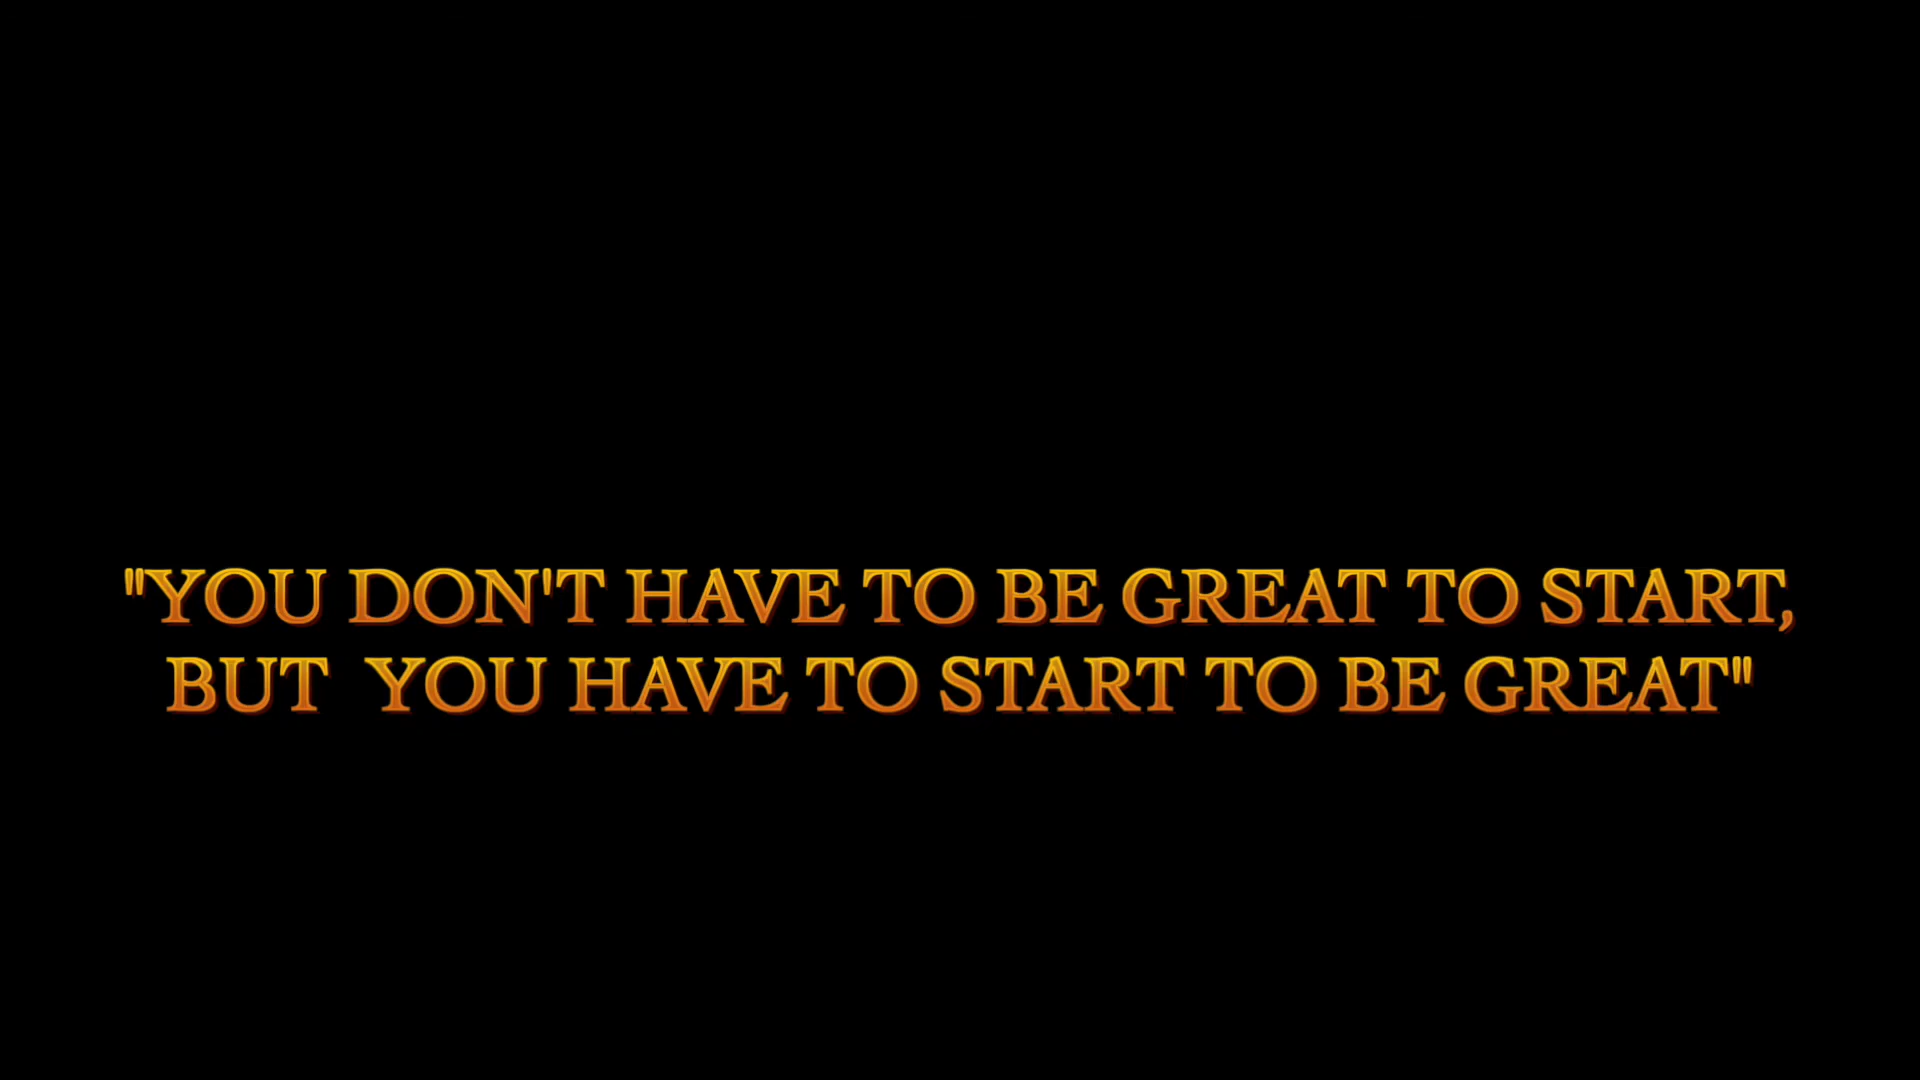 "YOU DON'T HAVE TO BE GREAT TO START,
BUT  YOU HAVE TO START TO BE GREAT"